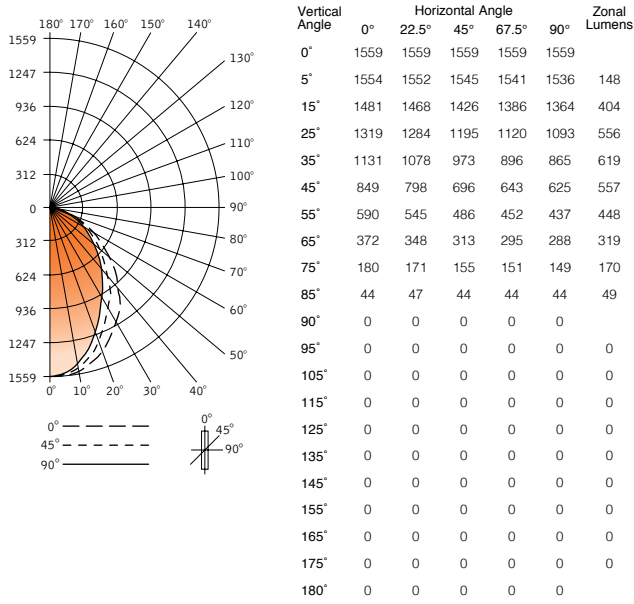 180° 170° 160° 150° 140°
1559
130°
1247
120°
936
110°
624
100°
312
0
90°
312
80°
70°
624
60°
936
1247
50°
1559
0° 10° 20° 30° 40°
0°
45°
90°
0°
45°
90°
Vertical Angle Horizontal Angle Zonal Lumens
0° 22.5° 45° 67.5° 90°
0° 1559 1559 1559 1559 1559
5° 1554 1552 1545 1541 1536 148
15° 1481 1468 1426 1386 1364 404
25° 1319 1284 1195 1120 1093 556
35° 1131 1078 973 896 865 619
45° 849 798 696 643 625 557
55° 590 545 486 452 437 448
65° 372 348 313 295 288 319
75° 180 171 155 151 149 170
85° 44 47 44 44 44 49
90° 0 0 0 0 0
95° 0 0 0 0 0 0
105° 0 0 0 0 0 0
115° 0 0 0 0 0 0
125° 0 0 0 0 0 0
135° 0 0 0 0 0 0
145° 0 0 0 0 0 0
155° 0 0 0 0 0 0
165° 0 0 0 0 0 0
175° 0 0 0 0 0 0
180° 0 0 0 0 0